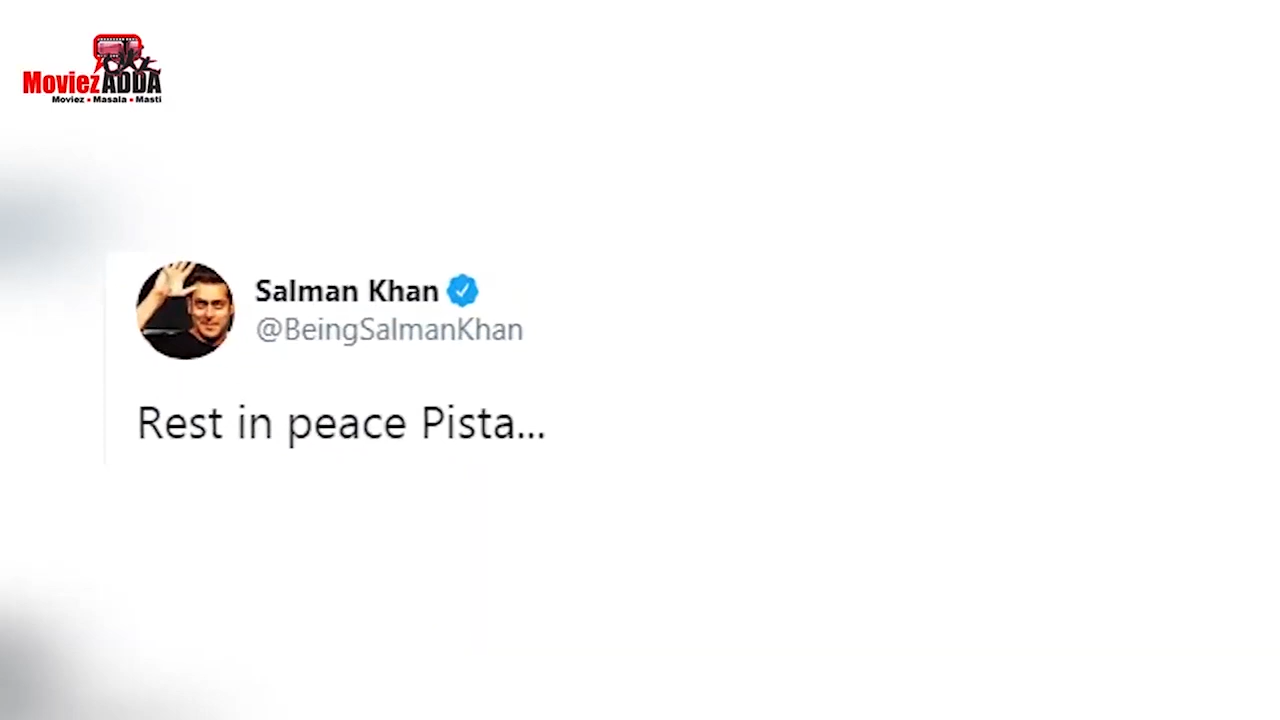 MoviezADDA
Moviez • Masala • Masti
Salman Khan
@BeingSalmanKhan
Rest in peace Pista...